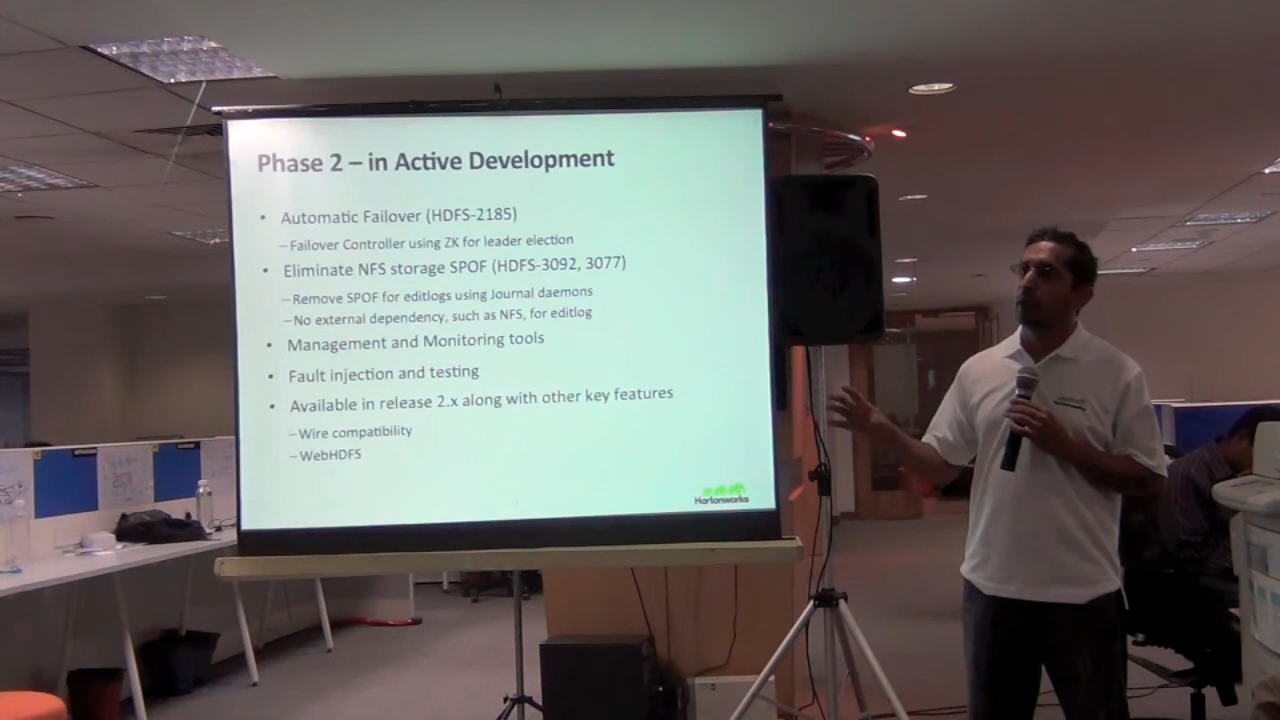 Phase 2 – in Active Development
• Automatic Failover (HDFS-2185)
– Failover Controller using ZK for leader election
• Eliminate NFS storage SPOF (HDFS-3092, 3077)
– Remove SPOF for editlogs using Journal daemons
– No external dependency, such as NFS, for editlog
• Management and Monitoring tools
• Fault injection and testing
• Available in release 2.x along with other key features
– Wire compatibility
– WebHDFS
Hortonworks